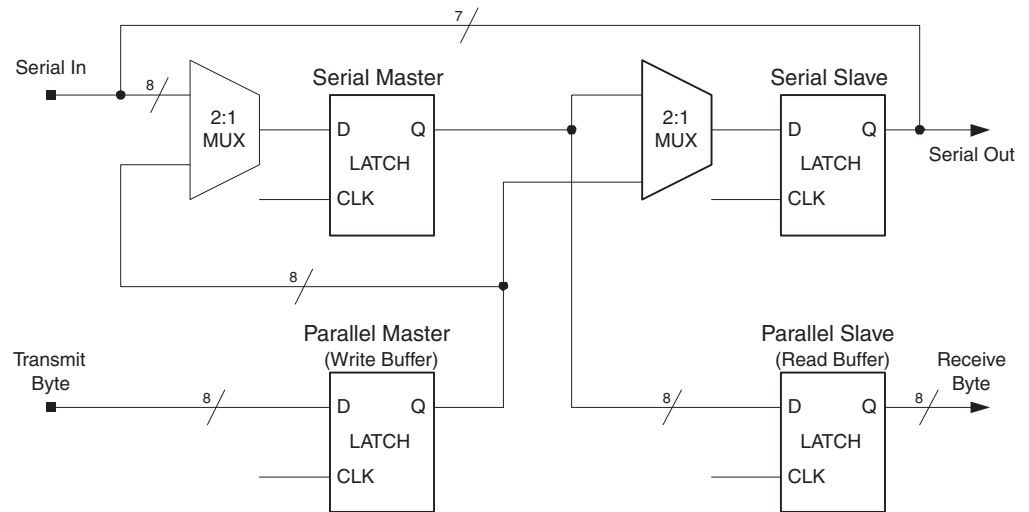 7
Serial In
8
2:1
MUX
Serial Master
D
Q
LATCH
CLK
2:1
MUX
Serial Slave
D
Q
LATCH
CLK
Serial Out
8
Transmit
Byte
8
Parallel Master
(Write Buffer)
D
Q
LATCH
CLK
8
Parallel Slave
(Read Buffer)
D
Q
LATCH
CLK
8
Receive
Byte